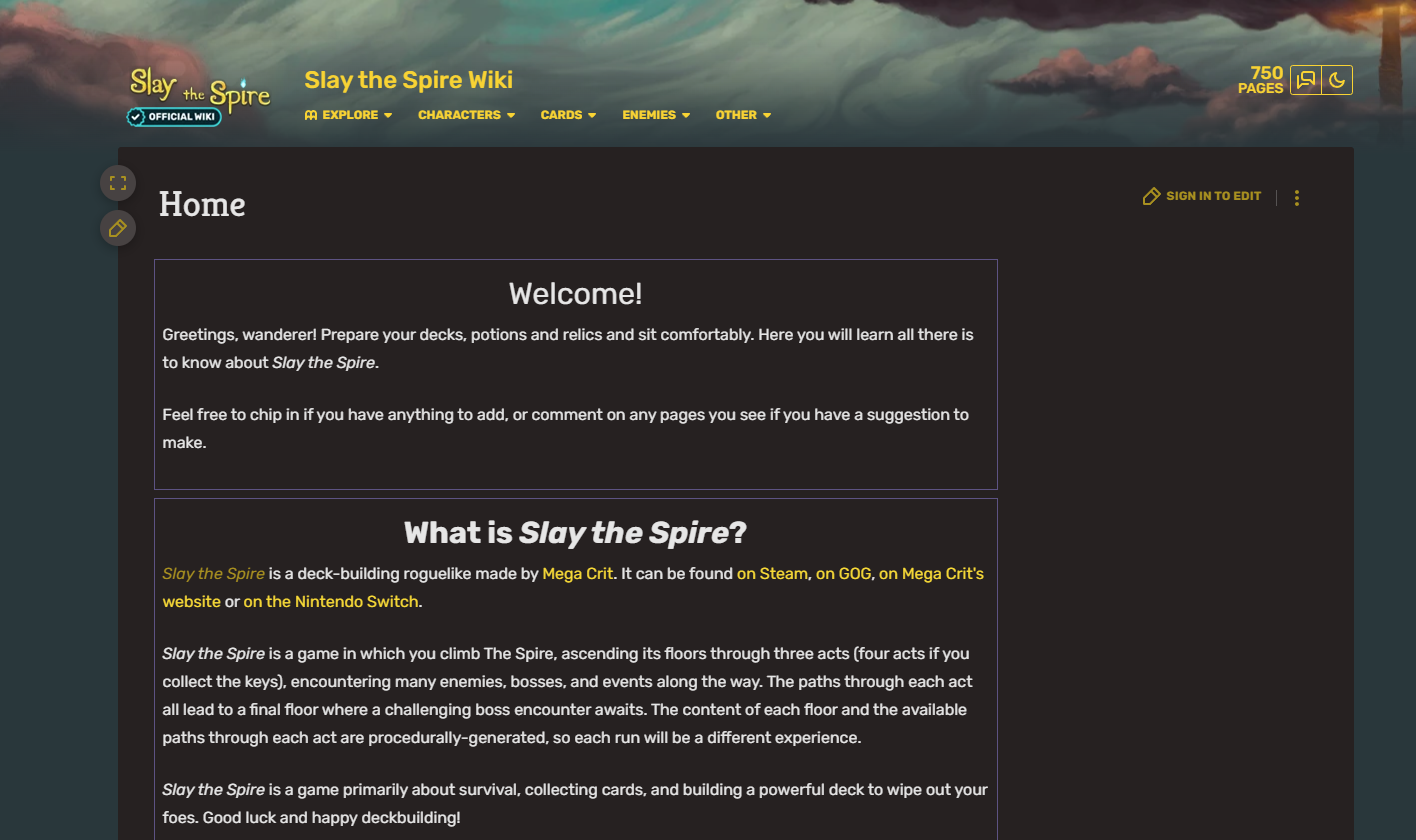 Slay the Spire
OFFICIAL WIKI
Slay the Spire Wiki
EXPLORE CHARACTERS CARDS ENEMIES OTHER
750
PAGES
Home
SIGN IN TO EDIT
Welcome!
Greetings, wanderer! Prepare your decks, potions and relics and sit comfortably. Here you will learn all there is
to know about Slay the Spire.
Feel free to chip in if you have anything to add, or comment on any pages you see if you have a suggestion to
make.
What is Slay the Spire?
Slay the Spire is a deck-building roguelike made by Mega Crit. It can be found on Steam, on GOG, on Mega Crit's
website or on the Nintendo Switch.
Slay the Spire is a game in which you climb The Spire, ascending its floors through three acts (four acts if you
collect the keys), encountering many enemies, bosses, and events along the way. The paths through each act
all lead to a final floor where a challenging boss encounter awaits. The content of each floor and the available
paths through each act are procedurally-generated, so each run will be a different experience.
Slay the Spire is a game primarily about survival, collecting cards, and building a powerful deck to wipe out your
foes. Good luck and happy deckbuilding!